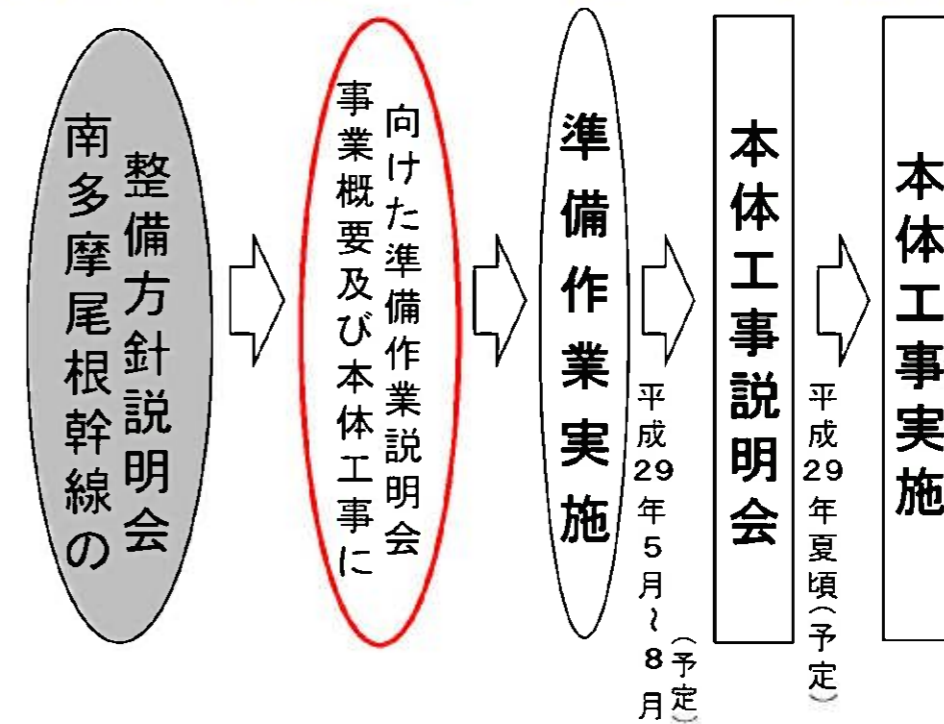 南多摩尾根幹線の
整備方針説明会
事業概要及び本体工事に
向けた準備作業説明会
準備作業実施
平成29年5月~8月
(予定)
本体工事説明会
平成29年夏頃(予定)
本体工事実施